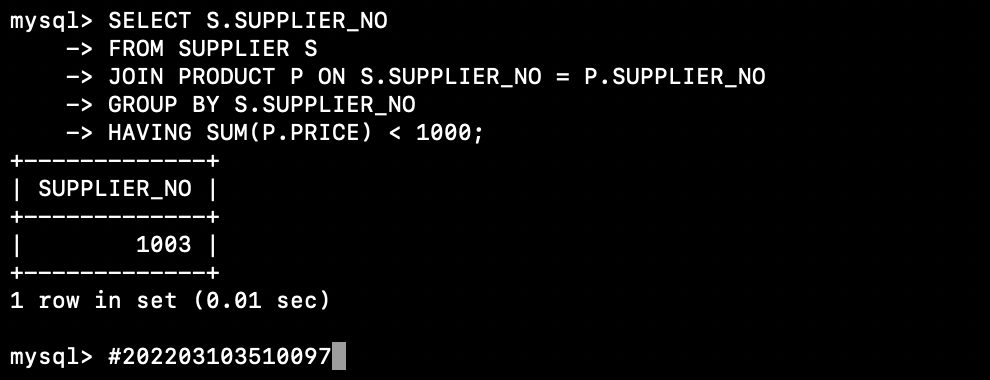 mysql> SELECT S.SUPPLIER_NO
    -> FROM SUPPLIER S
    -> JOIN PRODUCT P ON S.SUPPLIER_NO = P.SUPPLIER_NO
    -> GROUP BY S.SUPPLIER_NO
    -> HAVING SUM(P.PRICE) < 1000;
+-------------+
| SUPPLIER_NO |
+-------------+
|        1003 |
+-------------+
1 row in set (0.01 sec)
mysql> #202203103510097